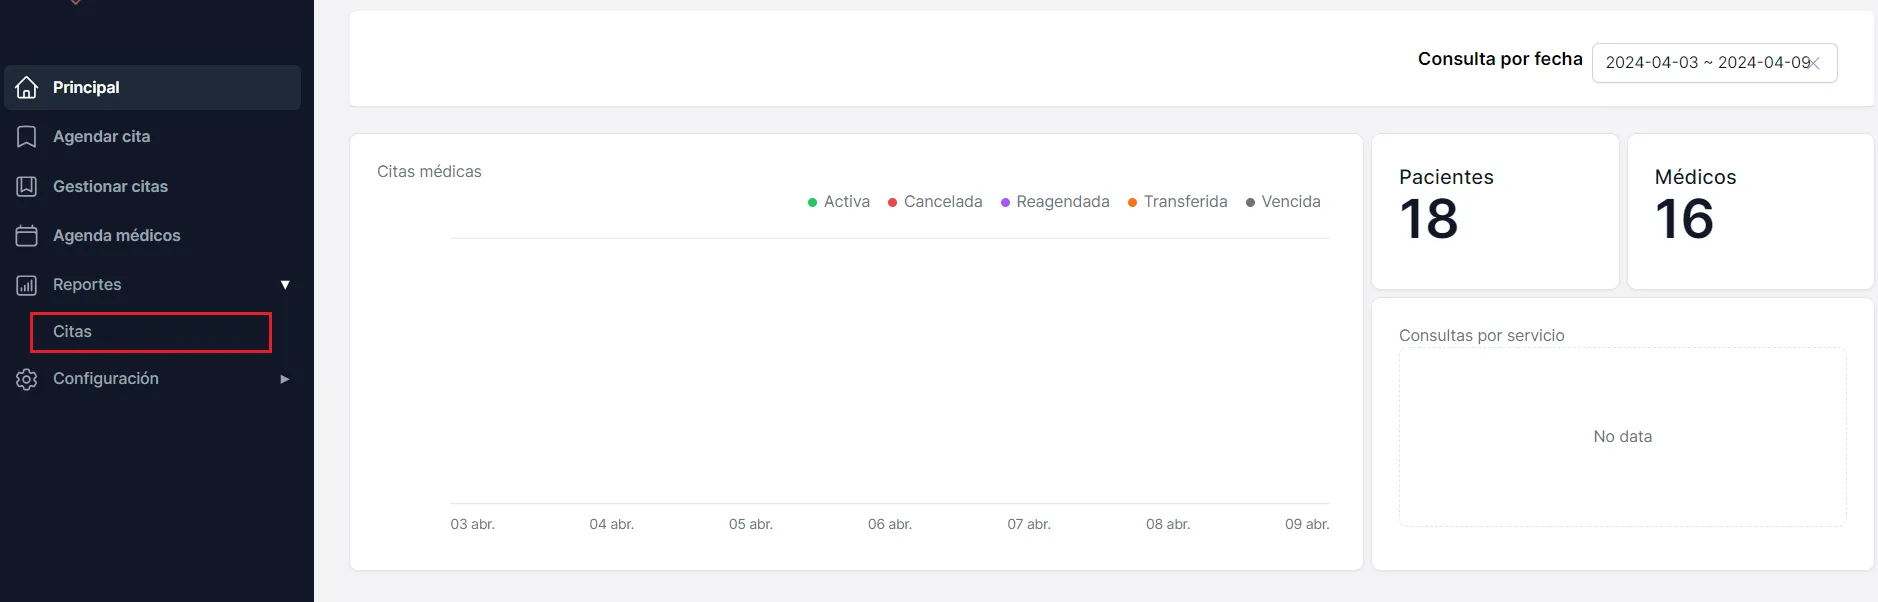 Principal
Agendar cita
Gestionar citas
Agenda médicos
Reportes
Citas
Configuración
Consulta por fecha 2024-04-03 ~ 2024-04-09
Citas médicas
Activa Cancelada Reagendada Transferida Vencida
03 abr. 04 abr. 05 abr. 06 abr. 07 abr. 08 abr. 09 abr.
Pacientes
18
Médicos
16
Consultas por servicio
No data